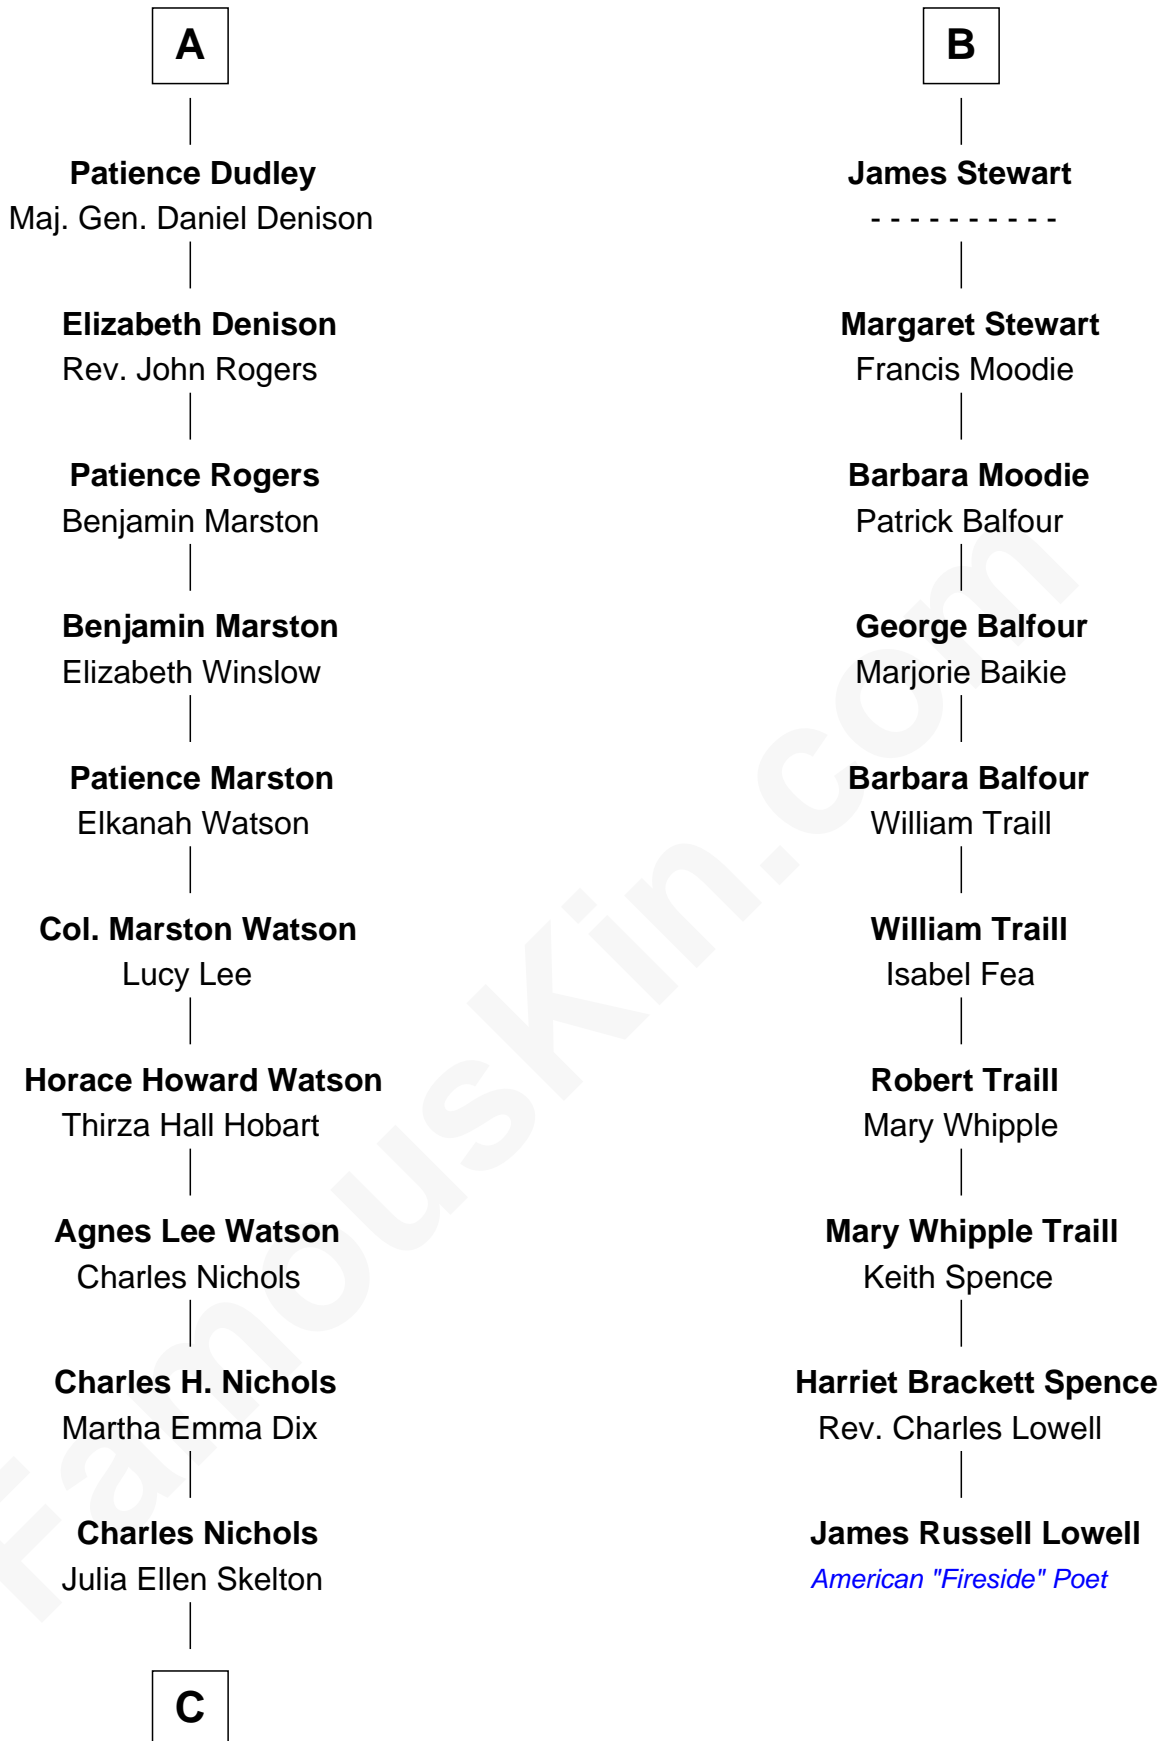 A
Patience Dudley
Maj. Gen. Daniel Denison
Elizabeth Denison
Rev. John Rogers
Patience Rogers
Benjamin Marston
Benjamin Marston
Elizabeth Winslow
Patience Marston
Elkanah Watson
Col. Marston Watson
Lucy Lee
Horace Howard Watson
Thirza Hall Hobart
Agnes Lee Watson
Charles Nichols
Charles H. Nichols
Martha Emma Dix
Charles Nichols
Julia Ellen Skelton
C
B
James Stewart
- - - - - - - - - -
Margaret Stewart
Francis Moodie
Barbara Moodie
Patrick Balfour
George Balfour
Marjorie Baikie
Barbara Balfour
William Traill
William Traill
Isabel Fea
Robert Traill
Mary Whipple
Mary Whipple Traill
Keith Spence
Harriet Brackett Spence
Rev. Charles Lowell
James Russell Lowell
American "Fireside" Poet
FamousKin.com